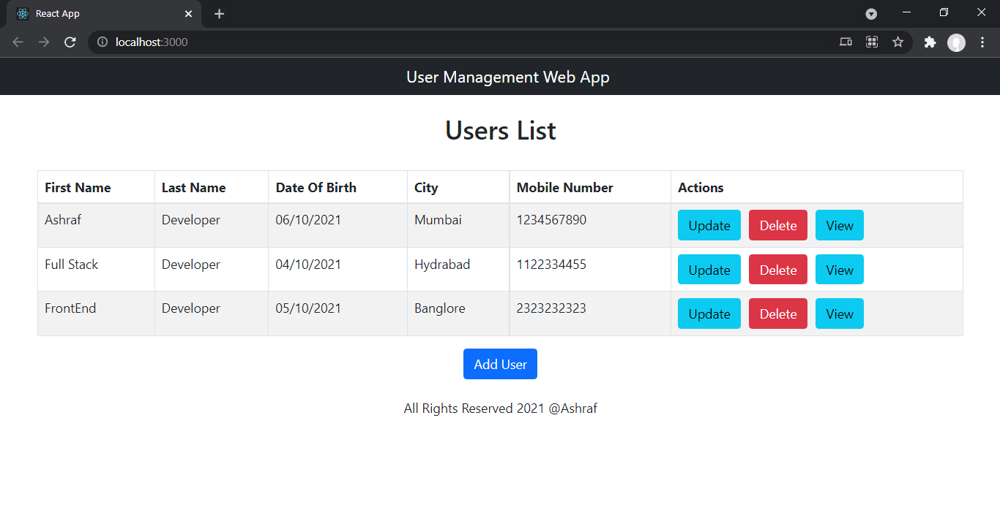 React App
localhost:3000
User Management Web App
Users List
First Name Last Name Date Of Birth City Mobile Number Actions
Ashraf Developer 06/10/2021 Mumbai 1234567890 Update Delete View
Full Stack Developer 04/10/2021 Hydrabad 1122334455 Update Delete View
FrontEnd Developer 05/10/2021 Banglore 2323232323 Update Delete View
Add User
All Rights Reserved 2021 @Ashraf